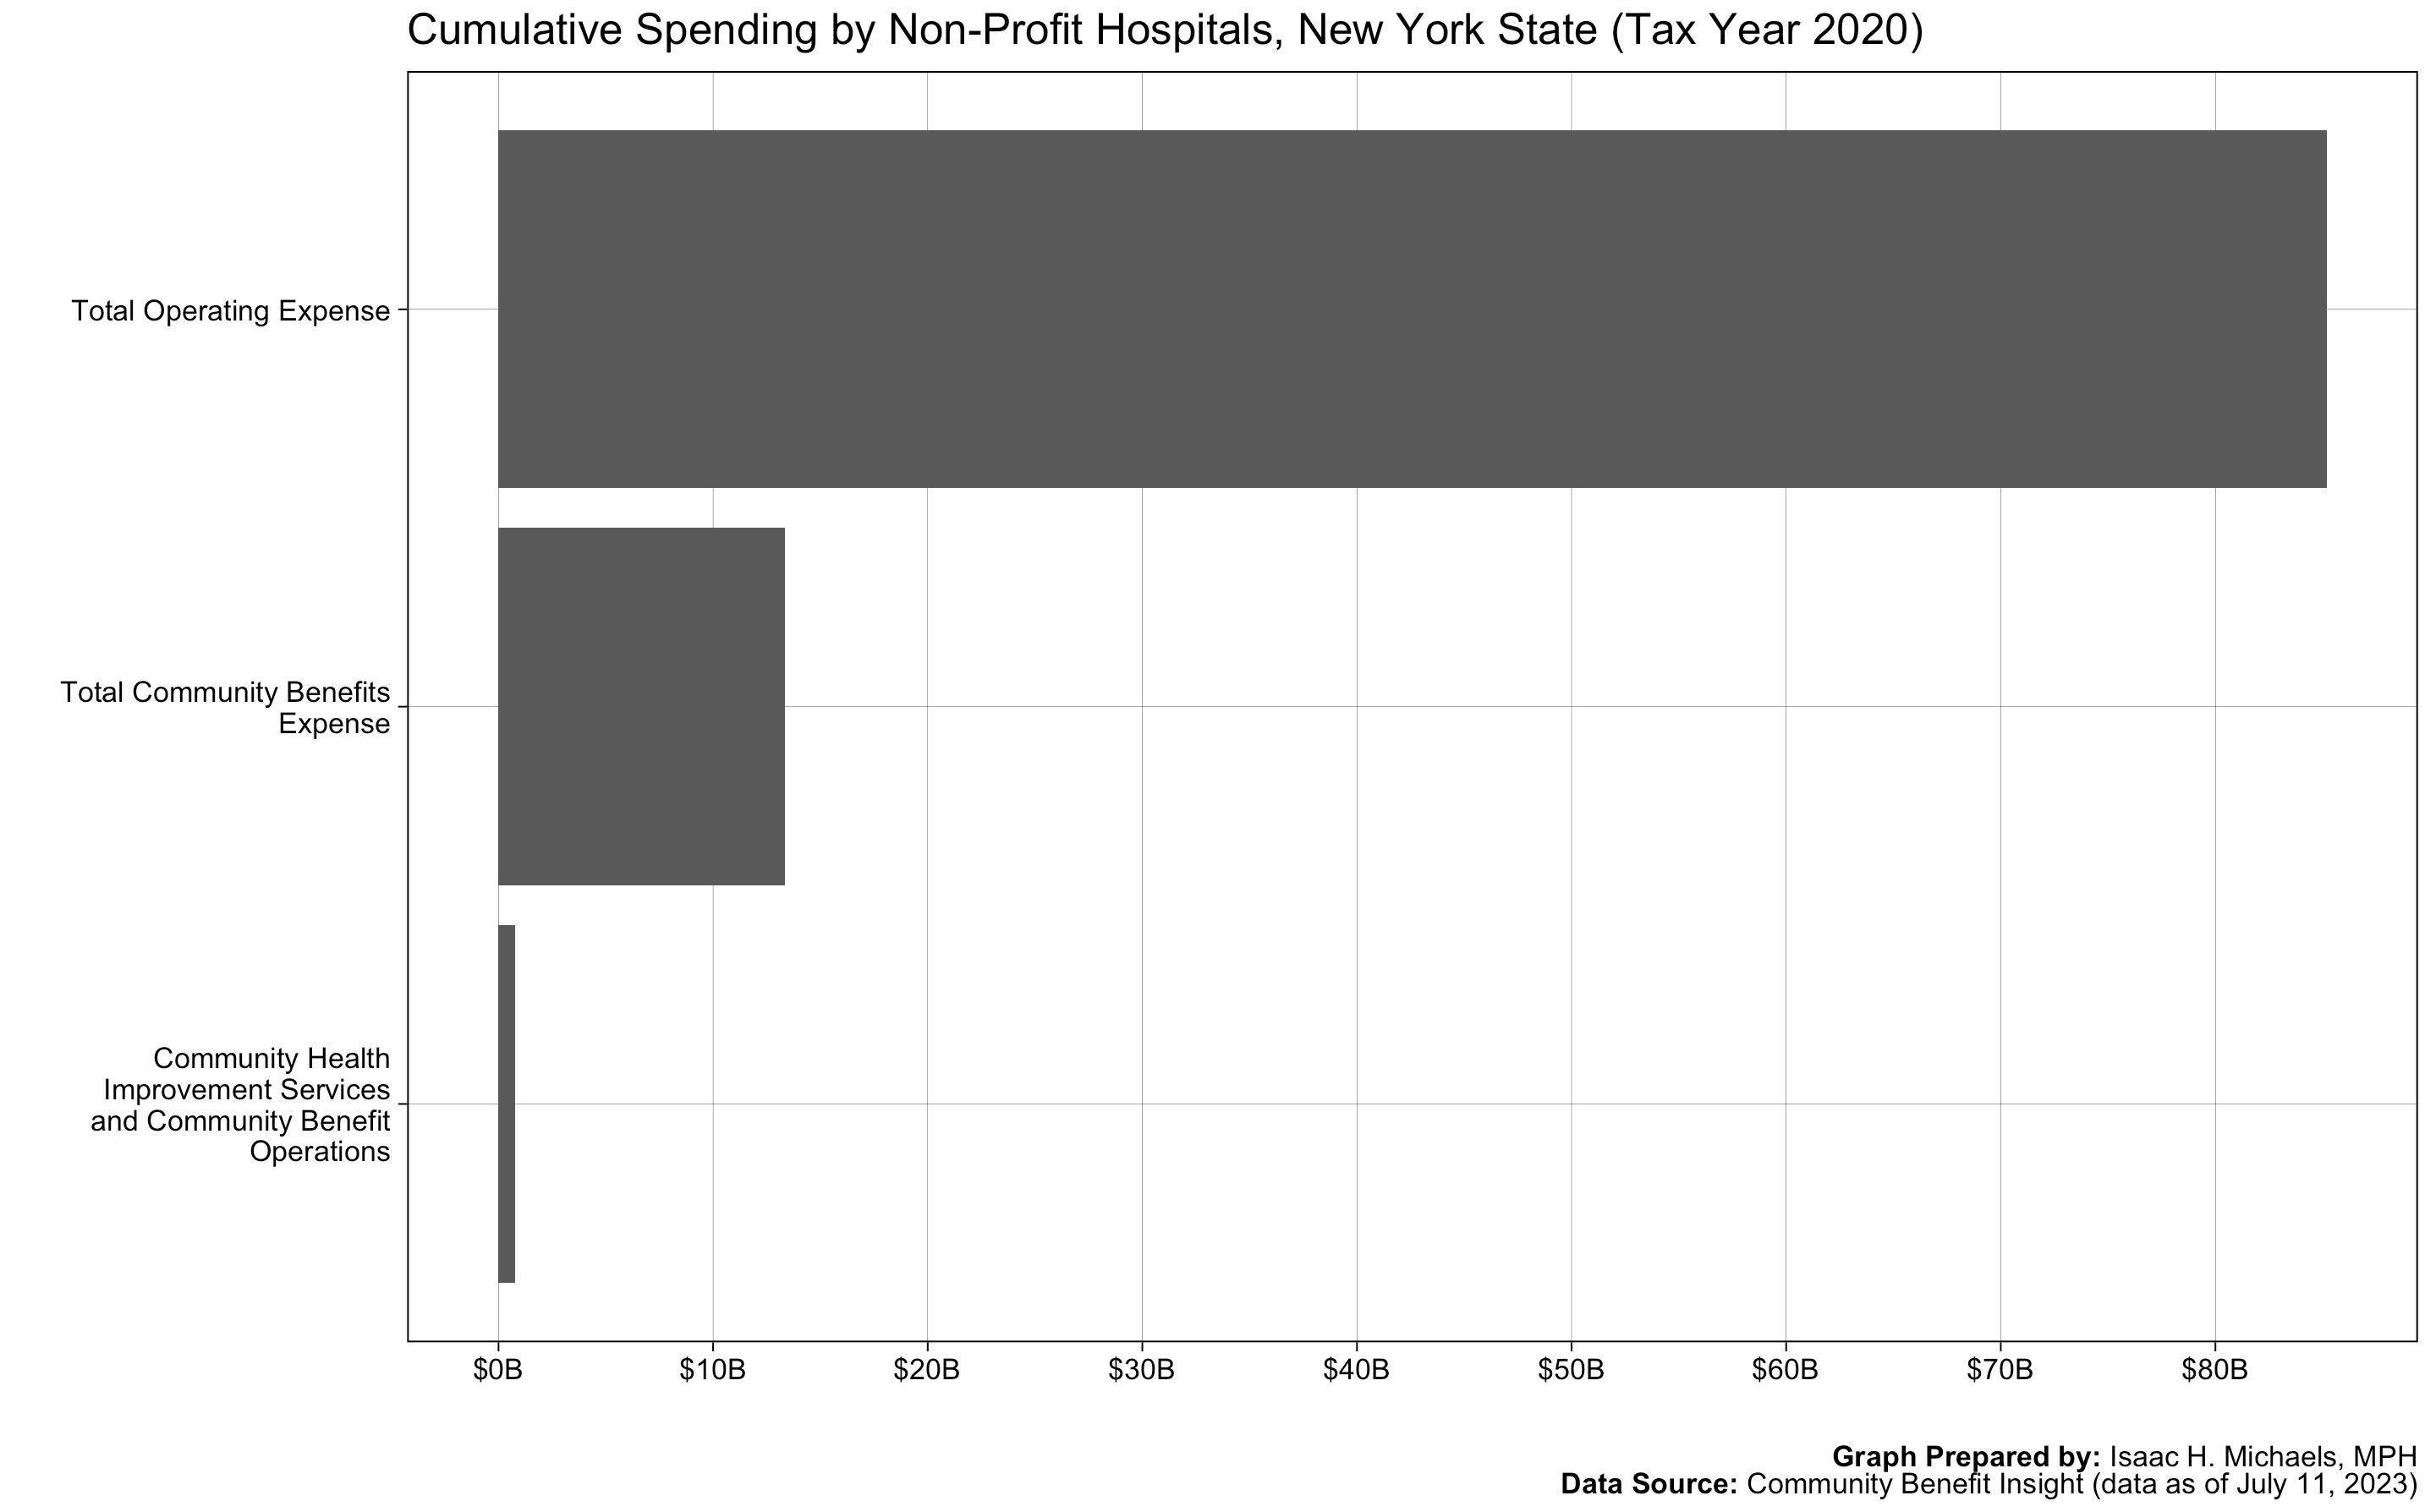 Cumulative Spending by Non-Profit Hospitals, New York State (Tax Year 2020)
Total Operating Expense
Total Community Benefits
Expense
Community Health
Improvement Services
and Community Benefit
Operations
$0B $10B $20B $30B $40B $50B $60B $70B $80B
Graph Prepared by: Isaac H. Michaels, MPH
Data Source: Community Benefit Insight (data as of July 11, 2023)